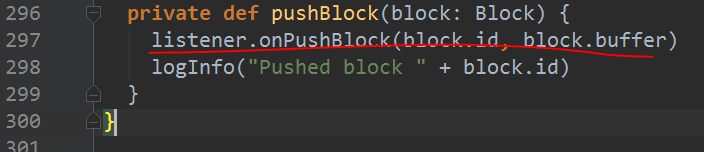 296 private def pushBlock(block: Block) {
297 listener.onPushBlock(block.id, block.buffer)
298 logInfo("Pushed block " + block.id)
299 }
300 }
301